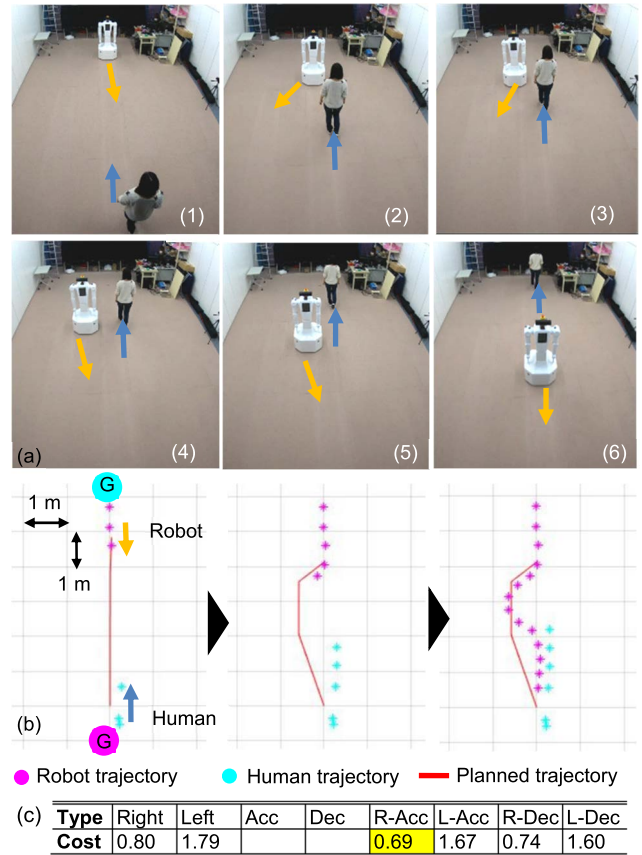 (1)
(2)
(3)
(4)
(5)
(6)
(a)
G
1 m
Robot
1 m
Human
(b)
G
Robot trajectory Human trajectory Planned trajectory
(c) Type Right Left Acc Dec R-Acc L-Acc R-Dec L-Dec
Cost 0.80 1.79 0.69 1.67 0.74 1.60